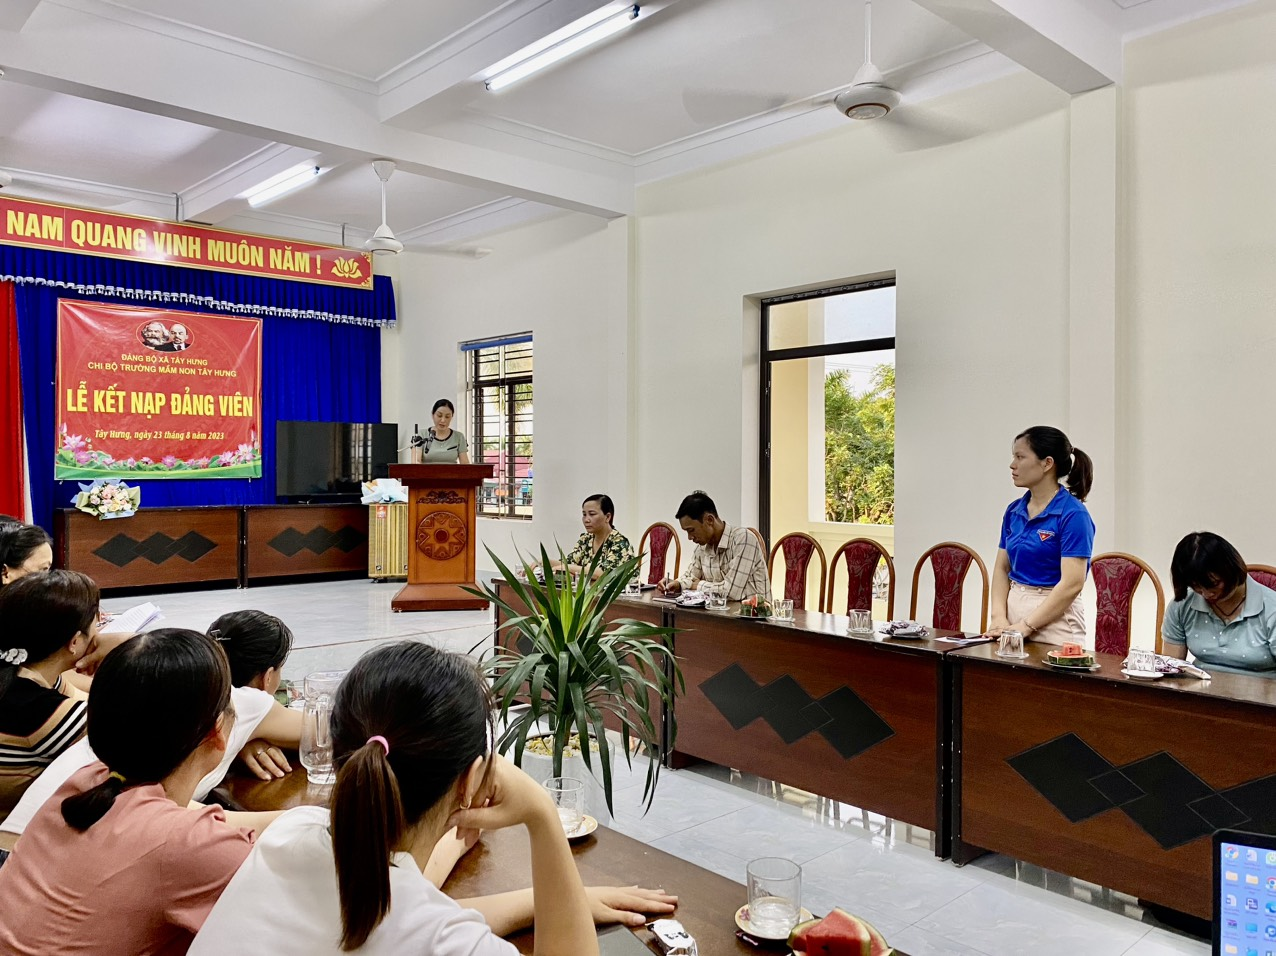 NAM QUANG VINH MUÔN NĂM !
ĐẢNG BỘ XÃ TÂY HƯNG
CHI BỘ TRƯỜNG MẦM NON TÂY HƯNG
LỄ KẾT NẠP ĐẢNG VIÊN
Tây Hưng, ngày 23 tháng 8 năm 2023